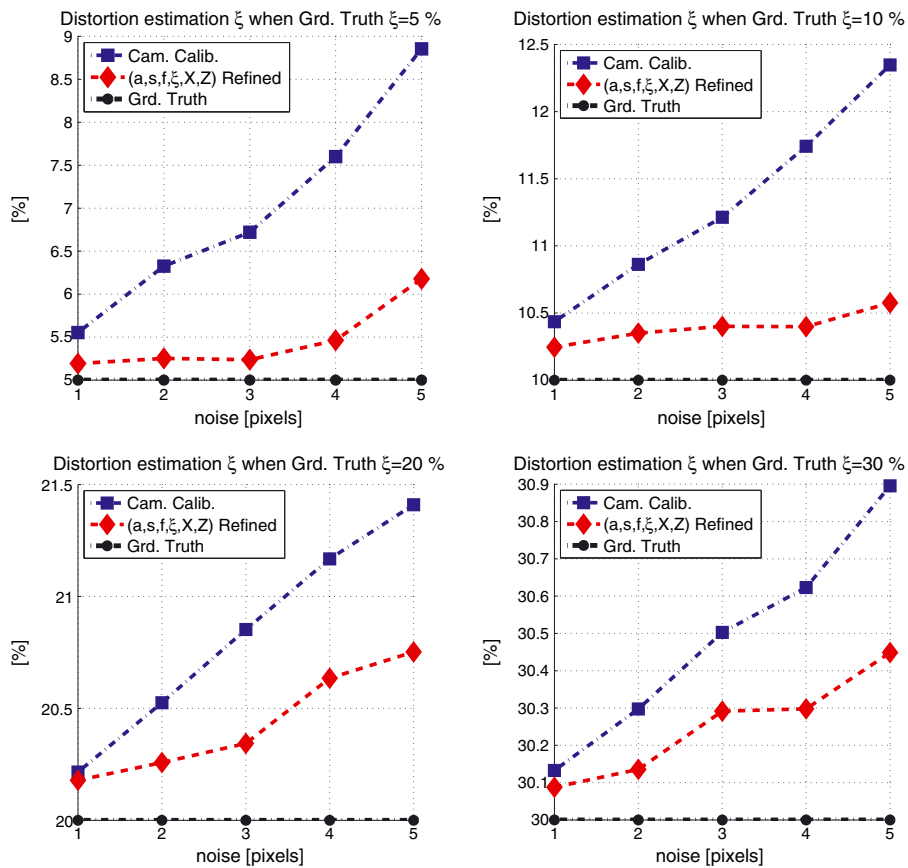 Distortion estimation ξ when Grd. Truth ξ=5 %
9
8.5
8
7.5
7
6.5
6
5.5
5
[%]
Cam. Calib.
(a,s,f,ξ,X,Z) Refined
Grd. Truth
1 2 3 4 5
noise [pixels]
Distortion estimation ξ when Grd. Truth ξ=10 %
12.5
12
11.5
11
10.5
10
[%]
Cam. Calib.
(a,s,f,ξ,X,Z) Refined
Grd. Truth
1 2 3 4 5
noise [pixels]
Distortion estimation ξ when Grd. Truth ξ=20 %
21.5
21
20.5
20
[%]
Cam. Calib.
(a,s,f,ξ,X,Z) Refined
Grd. Truth
1 2 3 4 5
noise [pixels]
Distortion estimation ξ when Grd. Truth ξ=30 %
30.9
30.8
30.7
30.6
30.5
30.4
30.3
30.2
30.1
30
[%]
Cam. Calib.
(a,s,f,ξ,X,Z) Refined
Grd. Truth
1 2 3 4 5
noise [pixels]